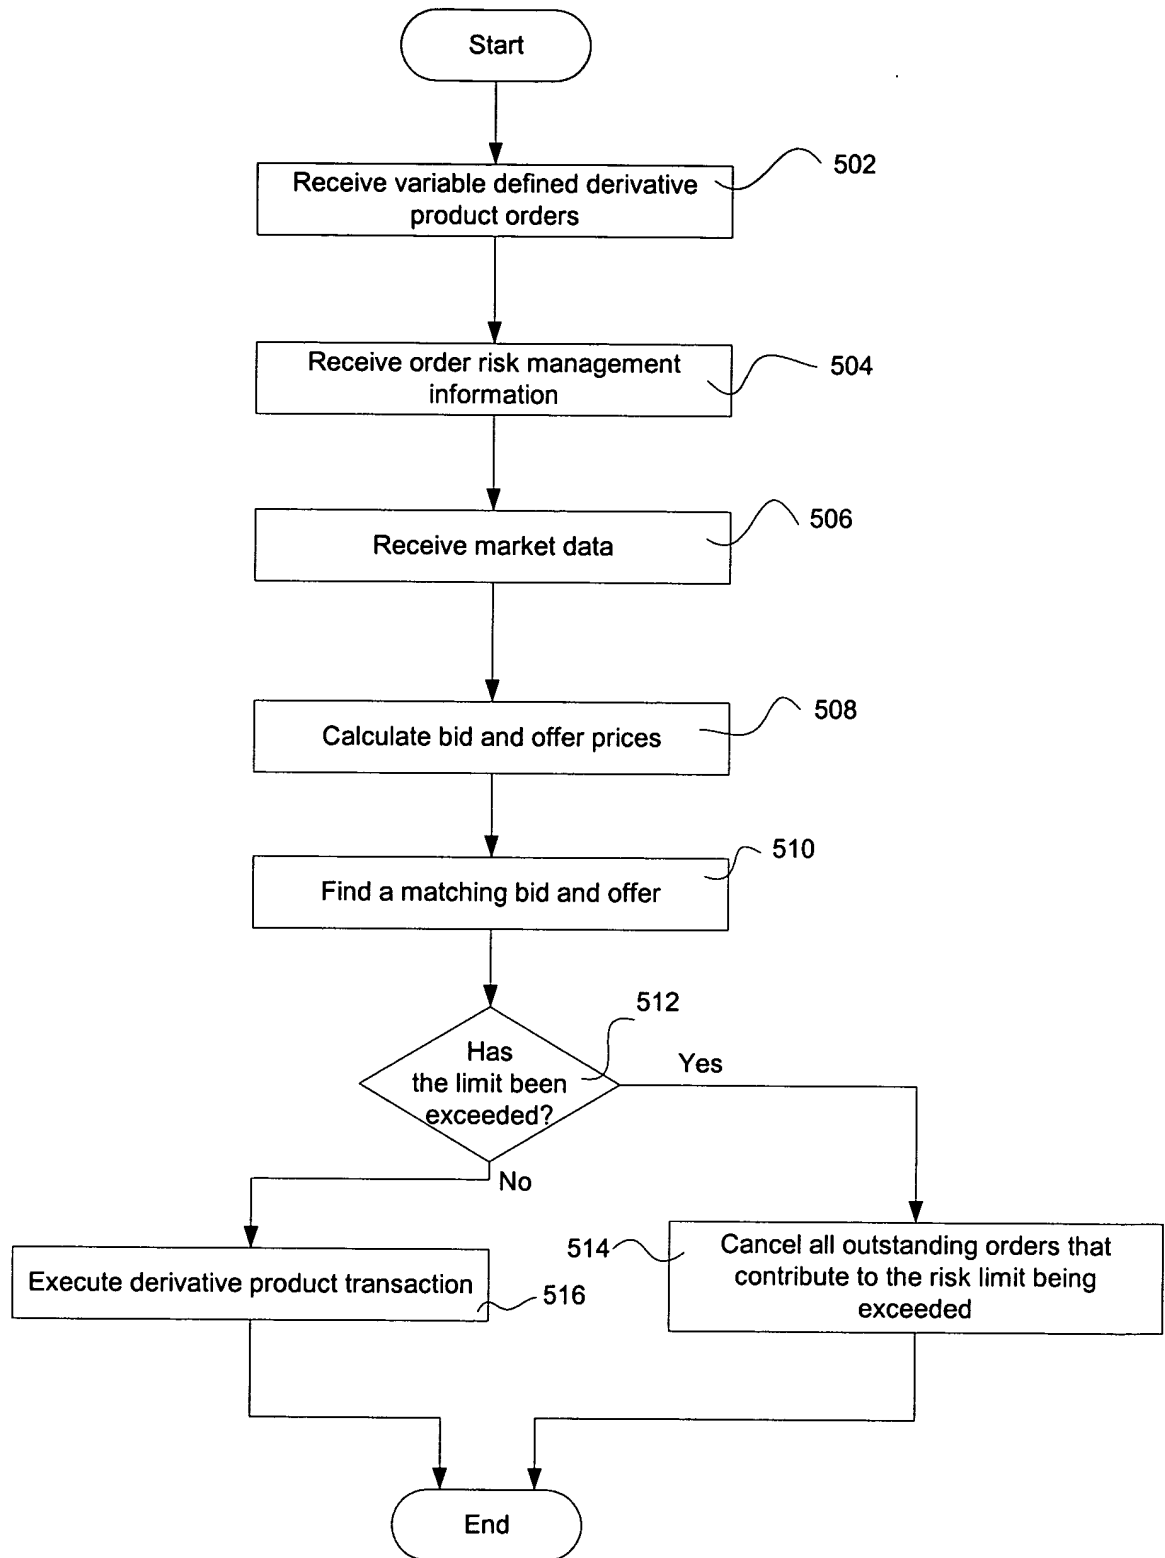 Start
502
Receive variable defined derivative
product orders
504
Receive order risk management
information
506
Receive market data
508
Calculate bid and offer prices
510
Find a matching bid and offer
512
Has
the limit been
exceeded?
Yes
No
514
Cancel all outstanding orders that
contribute to the risk limit being
exceeded
Execute derivative product transaction
516
End